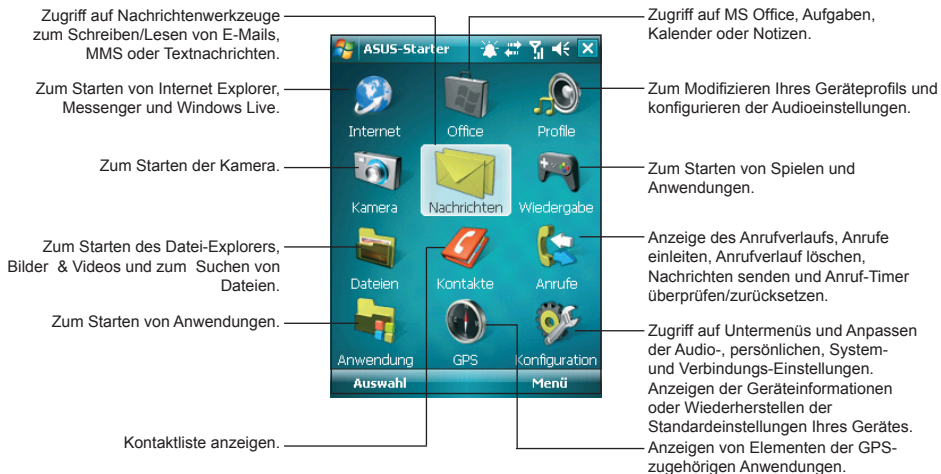 Zugriff auf Nachrichtenwerkzeuge
zum Schreiben/Lesen von E-Mails,
MMS oder Textnachrichten.
Zum Starten von Internet Explorer,
Messenger und Windows Live.
Zum Starten der Kamera.
Zum Starten des Datei-Explorers,
Bilder & Videos und zum Suchen von
Dateien.
Zum Starten von Anwendungen.
Kontaktliste anzeigen.
ASUS-Starter
Internet Office Profile
Kamera Nachrichten Wiedergabe
Dateien Kontakte Anrufe
Anwendung GPS Konfiguration
Auswahl Menü
Zugriff auf MS Office, Aufgaben,
Kalender oder Notizen.
Zum Modifizieren Ihres Geräteprofils und
konfigurieren der Audioeinstellungen.
Zum Starten von Spielen und
Anwendungen.
Anzeige des Anrufverlaufs, Anrufe
einleiten, Anrufverlauf löschen,
Nachrichten senden und Anruf-Timer
überprüfen/zurücksetzen.
Zugriff auf Untermenüs und Anpassen
der Audio-, persönlichen, System-
und Verbindungs-Einstellungen.
Anzeigen der Geräteinformationen
oder Wiederherstellen der
Standardeinstellungen Ihres Gerätes.
Anzeigen von Elementen der GPS-
zugehörigen Anwendungen.